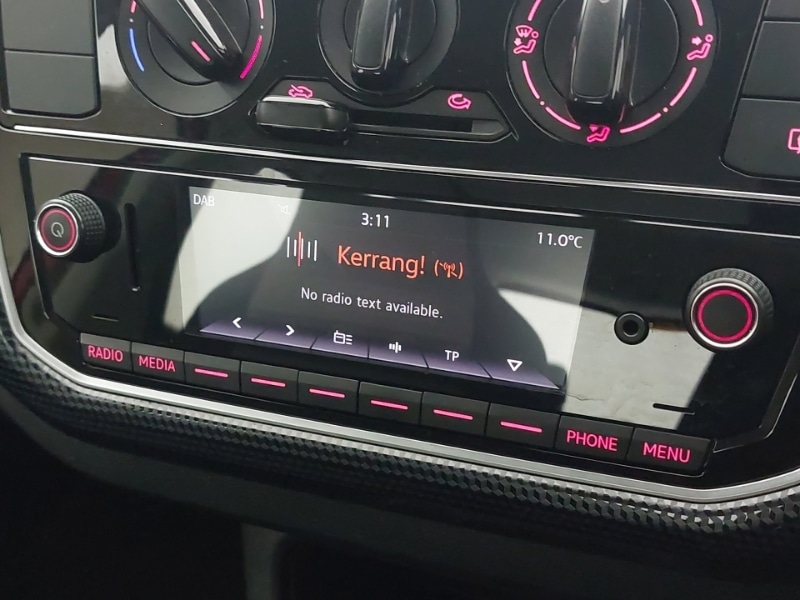 DAB
3:11
11.0°C
Kerrang!
No radio text available.
TP
RADIO
MEDIA
PHONE
MENU